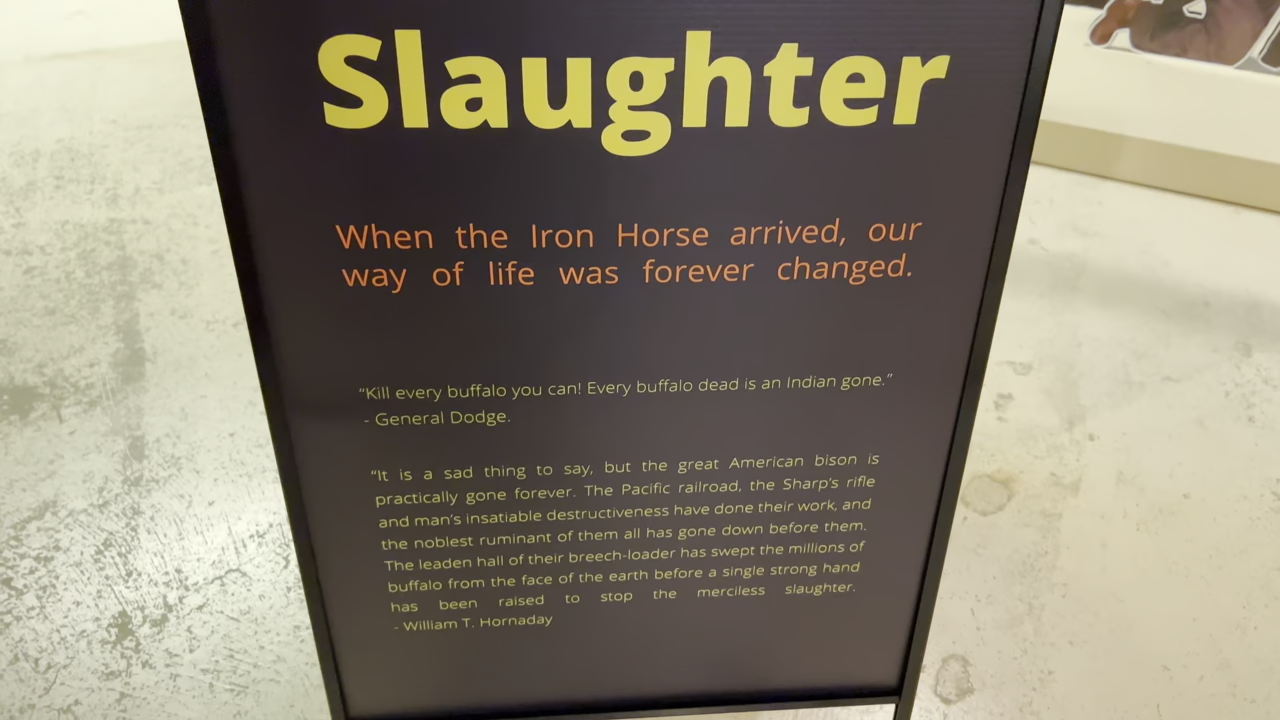 Slaughter
When the Iron Horse arrived, our
way of life was forever changed.
“Kill every buffalo you can! Every buffalo dead is an Indian gone.”
- General Dodge.
“It is a sad thing to say, but the great American bison is
practically gone forever. The Pacific railroad, the Sharp’s rifle
and man’s insatiable destructiveness have done their work, and
the noblest ruminant of them all has gone down before them.
The leaden hall of their breech-loader has swept the millions of
buffalo from the face of the earth before a single strong hand
has been raised to stop the merciless slaughter.
- William T. Hornaday